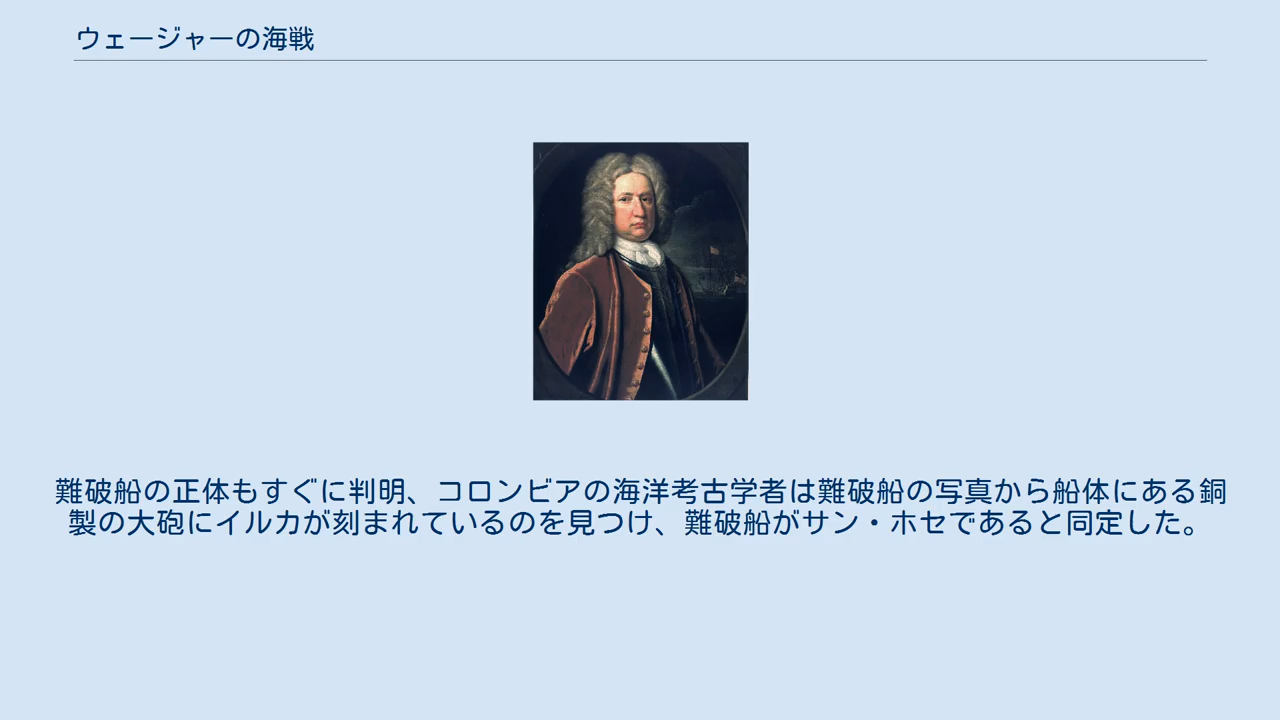 ウェージャーの海戦
難破船の正体もすぐに判明、コロンビアの海洋考古学者は難破船の写真から船体にある銅
製の大砲にイルカが刻まれているのを見つけ、難破船がサン・ホセであると同定した。